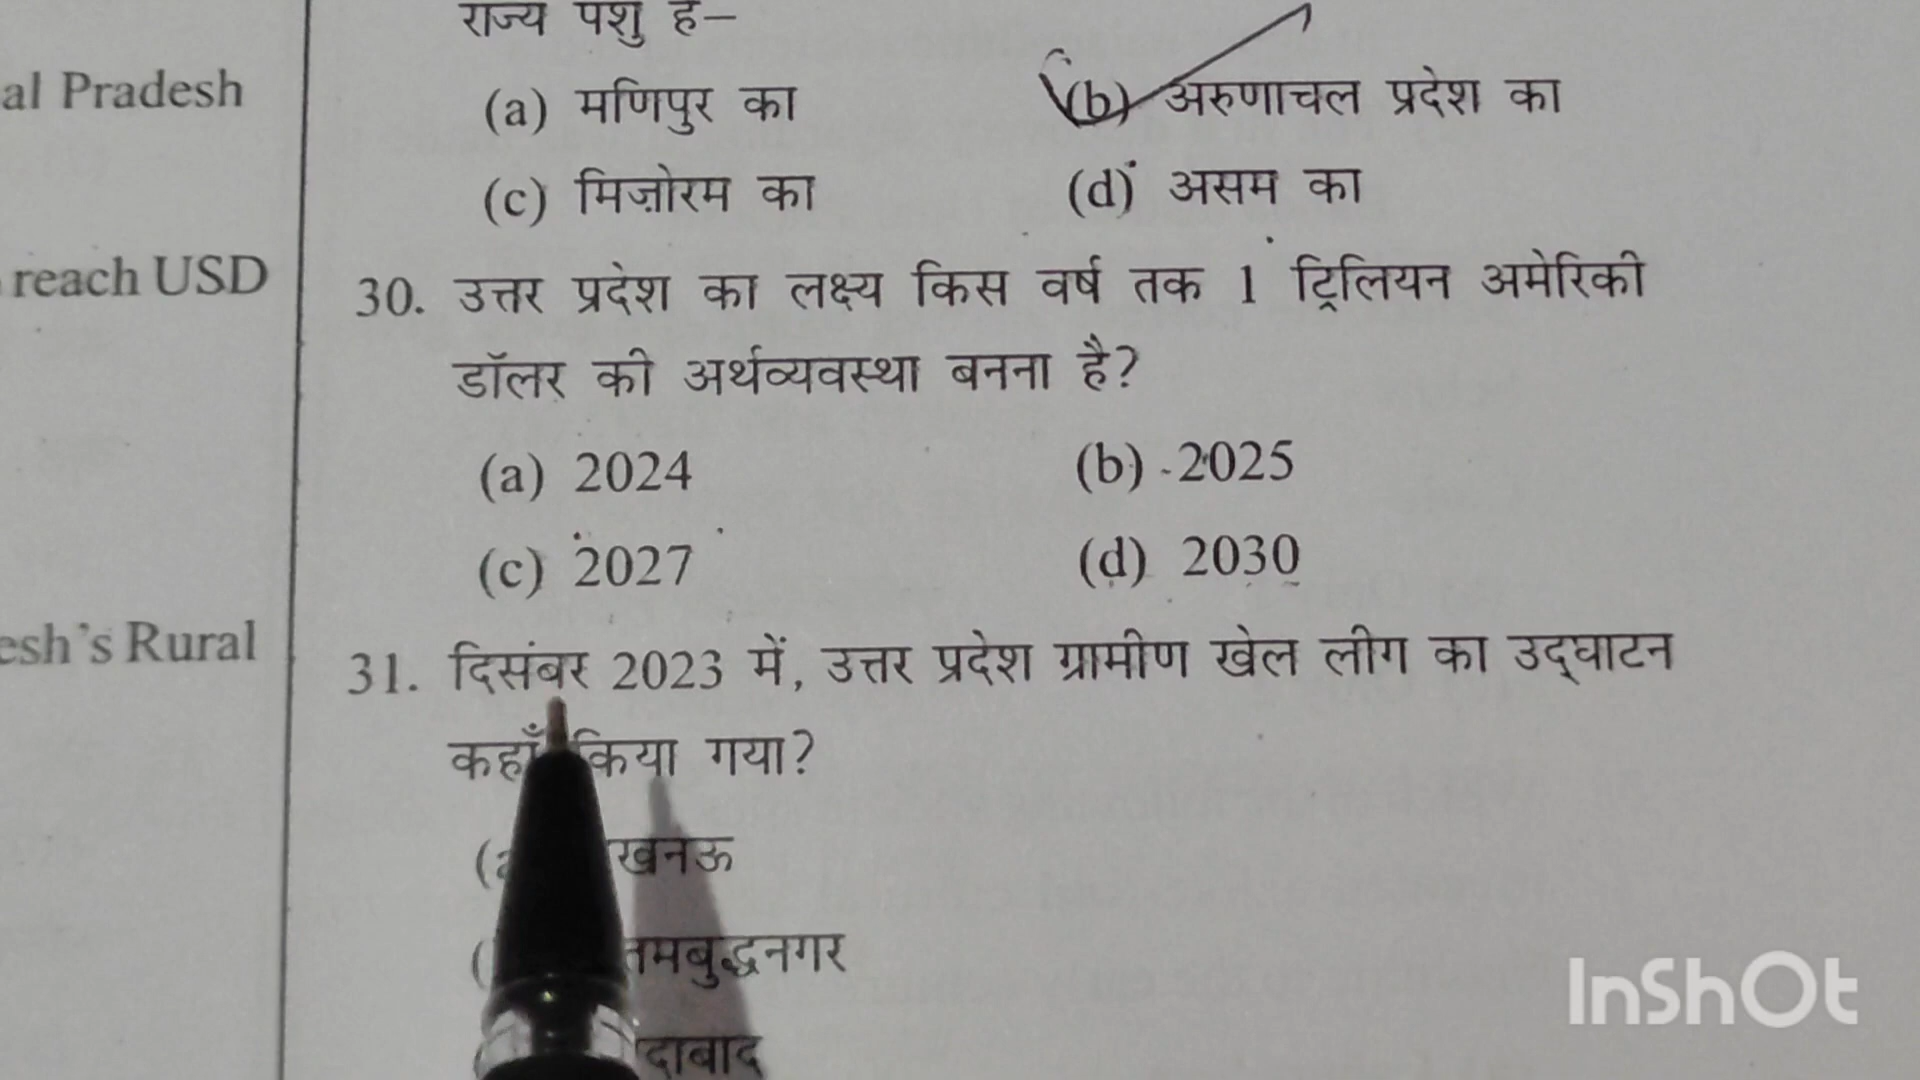 al Pradesh
reach USD
esh's Rural
राज्य पशु है–
(a) मणिपुर का
(b) अरुणाचल प्रदेश का
(c) मिज़ोरम का
(d) असम का
30. उत्तर प्रदेश का लक्ष्य किस वर्ष तक 1 ट्रिलियन अमेरिकी
डॉलर की अर्थव्यवस्था बनना है?
(a) 2024
(b) 2025
(c) 2027
(d) 2030
31. दिसंबर 2023 में, उत्तर प्रदेश ग्रामीण खेल लीग का उद्घाटन
कहाँ किया गया?
खनऊ
तमबुद्धनगर
दाबाद
InShOt